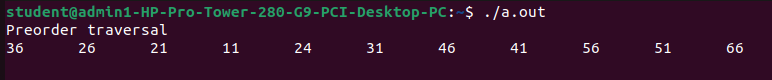 student@admin1-HP-Pro-Tower-280-G9-PCI-Desktop-PC:~$ ./a.out
Preorder traversal
36 26 21 11 24 31 46 41 56 51 66